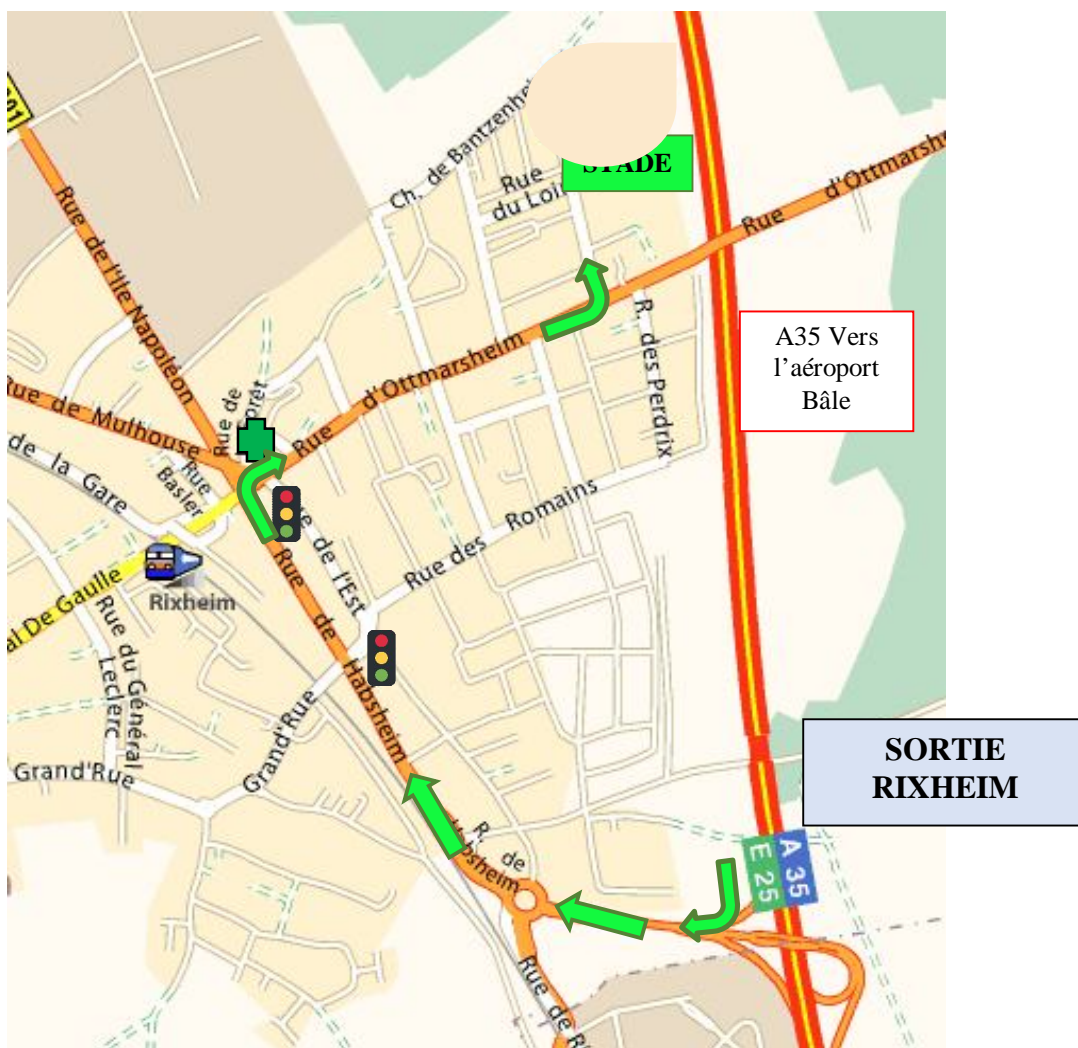 Ch. de Bantzenhei
STADE
Rue
du Loir
Rue d'Ottmarsh
Rue de l'Ile Napoléon
A35 Vers
l'aéroport
Bâle
R. des Perdrix
Rue d'Ottmarsheim
Rue de Mulhouse
Rue de
de la Gare
Rue
Basler
Rue des Romains
Rue de Habsheim
de l'Est
Rixheim
al De Gaulle
Rue du Général
Leclerc
Grand'Rue
Grand'Rue
SORTIE
RIXHEIM
R. de
Habsheim
A 35
E 25
Rue de